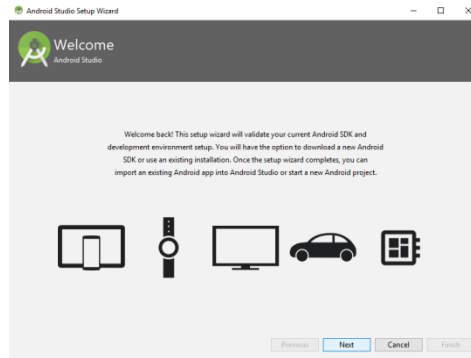 Android Studio Setup Wizard
Welcome
Android Studio
Welcome back! This setup wizard will validate your current Android SDK and
development environment setup. You will have the option to download a new Android
SDK or use an existing installation. Once the setup wizard completes, you can
import an existing Android app into Android Studio or start a new Android project.
Previous Next Cancel Finish